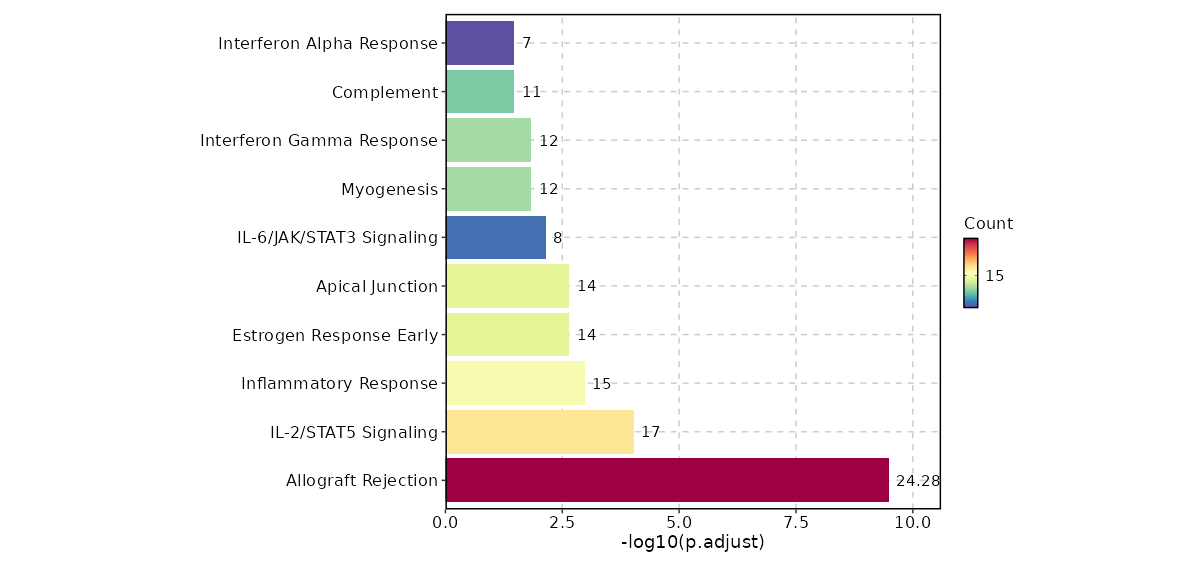 Interferon Alpha Response
7
Complement
11
Interferon Gamma Response
12
Myogenesis
12
IL-6/JAK/STAT3 Signaling
8
Apical Junction
14
Estrogen Response Early
14
Inflammatory Response
15
IL-2/STAT5 Signaling
17
Allograft Rejection
24.28
0.0
2.5
5.0
7.5
10.0
-log10(p.adjust)
Count
15